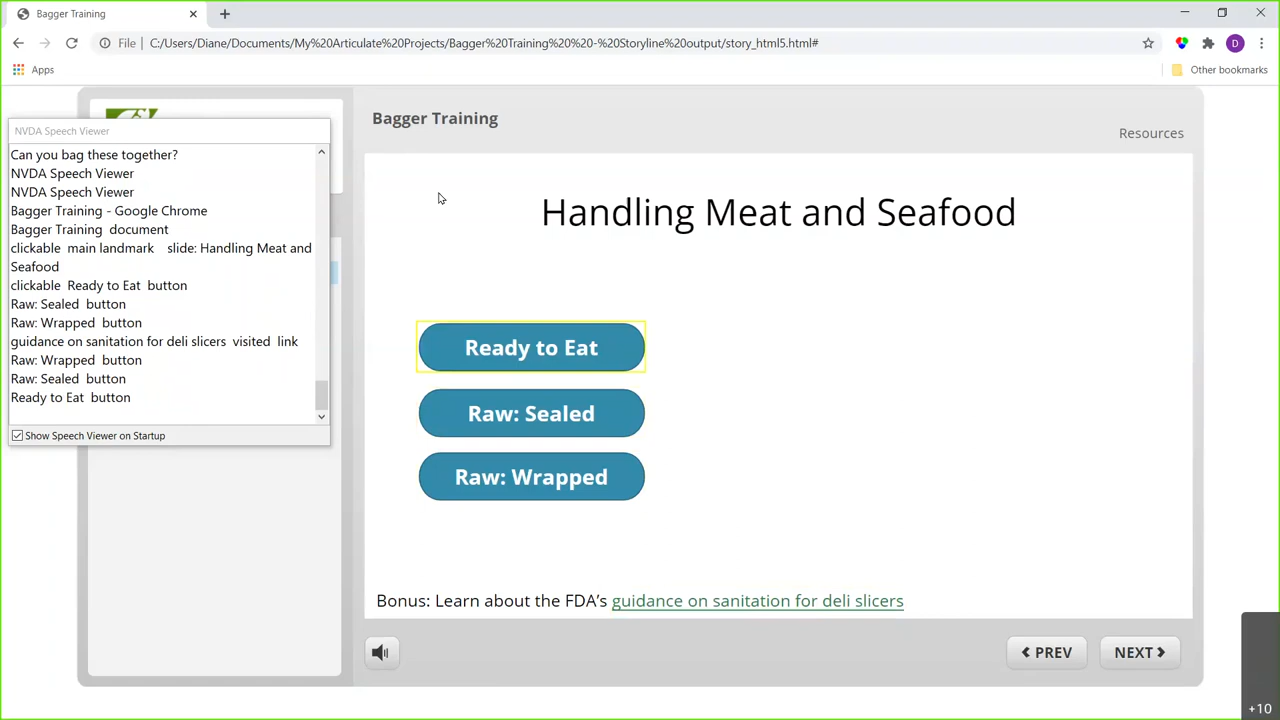 Bagger Training
File
C:/Users/Diane/Documents/My%20Articulate%20Projects/Bagger%20Training%20%20-%20Storyline%20output/story_html5.html#
D
Apps
Other bookmarks
NVDA Speech Viewer
Can you bag these together?
NVDA Speech Viewer
NVDA Speech Viewer
Bagger Training - Google Chrome
Bagger Training document
clickable main landmark slide: Handling Meat and
Seafood
clickable Ready to Eat button
Raw: Sealed button
Raw: Wrapped button
guidance on sanitation for deli slicers visited link
Raw: Wrapped button
Raw: Sealed button
Ready to Eat button
Show Speech Viewer on Startup
Bagger Training
Resources
Handling Meat and Seafood
Ready to Eat
Raw: Sealed
Raw: Wrapped
Bonus: Learn about the FDA's guidance on sanitation for deli slicers
PREV
NEXT
+10